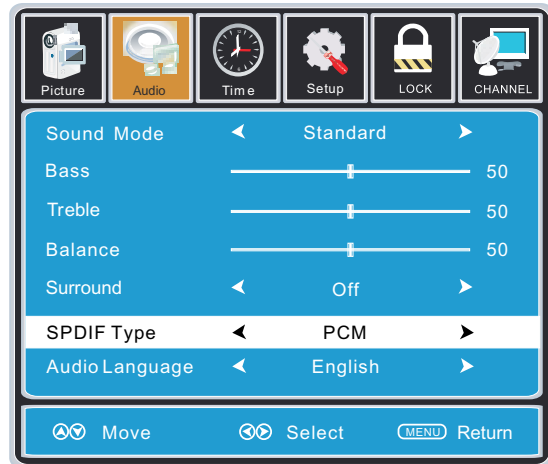 Picture Audio Time Setup LOCK CHANNEL
Sound Mode Standard
Bass 50
Treble 50
Balance 50
Surround Off
SPDIF Type PCM
Audio Language English
Move Select MENU Return